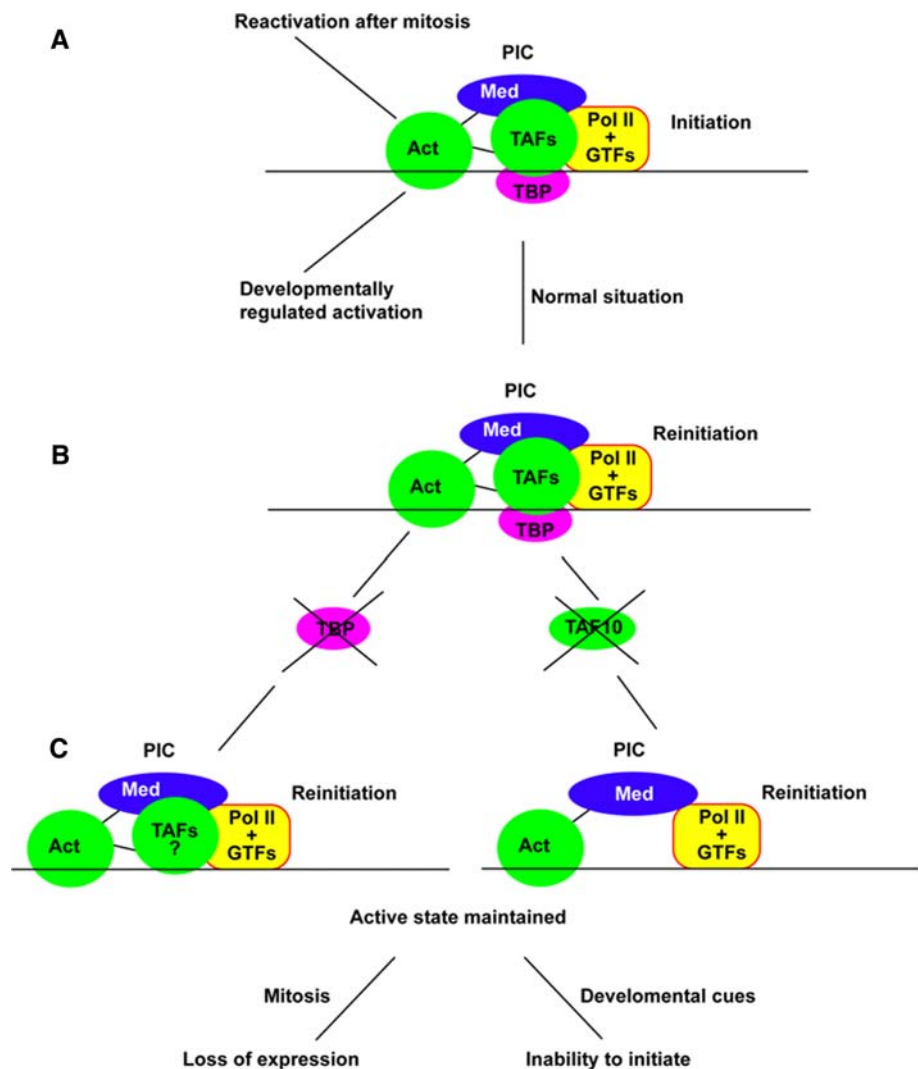 Reactivation after mitosis
A
PIC
Med
Pol II
+
GTFs
Initiation
Act
TAFs
TBP
Developmentally
regulated activation
Normal situation
PIC
B
Med
Reinitiation
Pol II
+
GTFs
Act
TAFs
TBP
TBP
TAF10
C
PIC
Med
Reinitiation
Pol II
+
GTFs
Act
TAFs
?
PIC
Med
Reinitiation
Pol II
+
GTFs
Act
Active state maintained
Mitosis
Develomental cues
Loss of expression
Inability to initiate